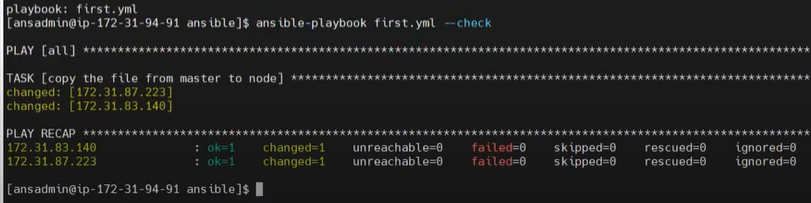 playbook: first.yml
[ansadmin@ip-172-31-94-91 ansible]$ ansible-playbook first.yml --check
PLAY [all] ****************************************************************************************************
TASK [copy the file from master to node] **************************************************************************
changed: [172.31.87.223]
changed: [172.31.83.140]
PLAY RECAP ****************************************************************************************************
172.31.83.140 : ok=1 changed=1 unreachable=0 failed=0 skipped=0 rescued=0 ignored=0
172.31.87.223 : ok=1 changed=1 unreachable=0 failed=0 skipped=0 rescued=0 ignored=0
[ansadmin@ip-172-31-94-91 ansible]$